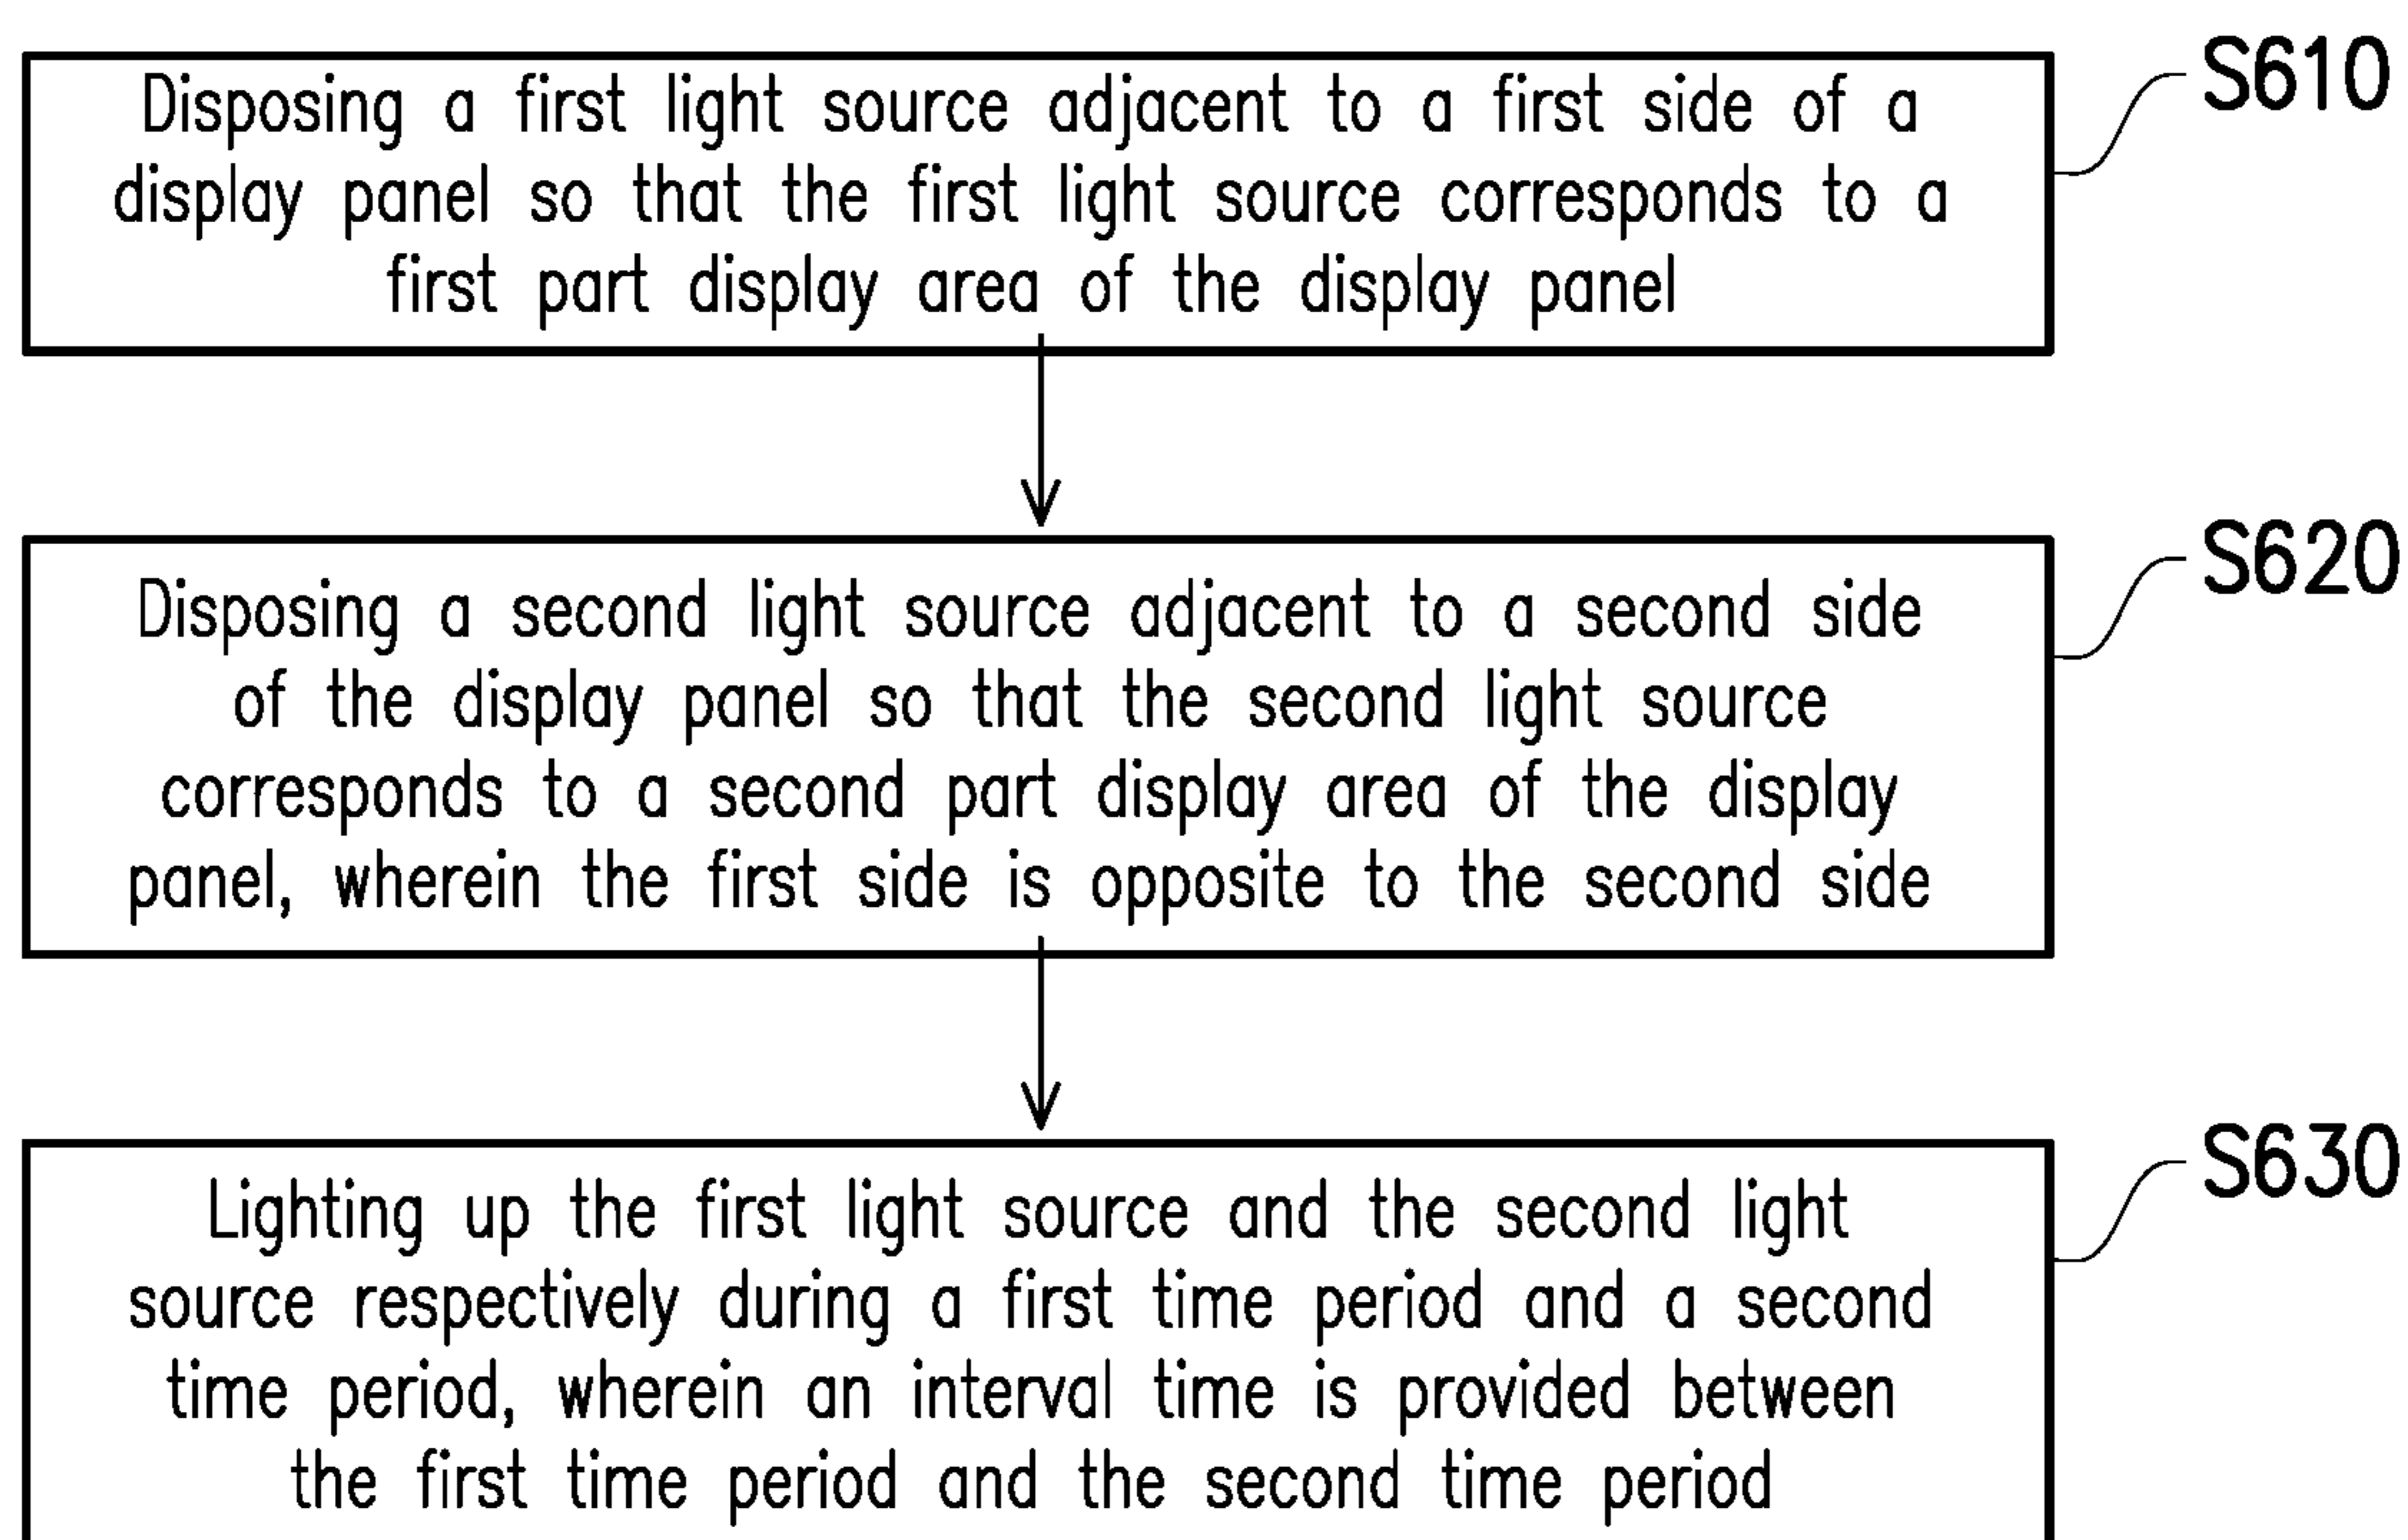 Disposing a first light source adjacent to a first side of a
display panel so that the first light source corresponds to a
first part display area of the display panel
S610
Disposing a second light source adjacent to a second side
of the display panel so that the second light source
corresponds to a second part display area of the display
panel, wherein the first side is opposite to the second side
S620
Lighting up the first light source and the second light
source respectively during a first time period and a second
time period, wherein an interval time is provided between
the first time period and the second time period
S630